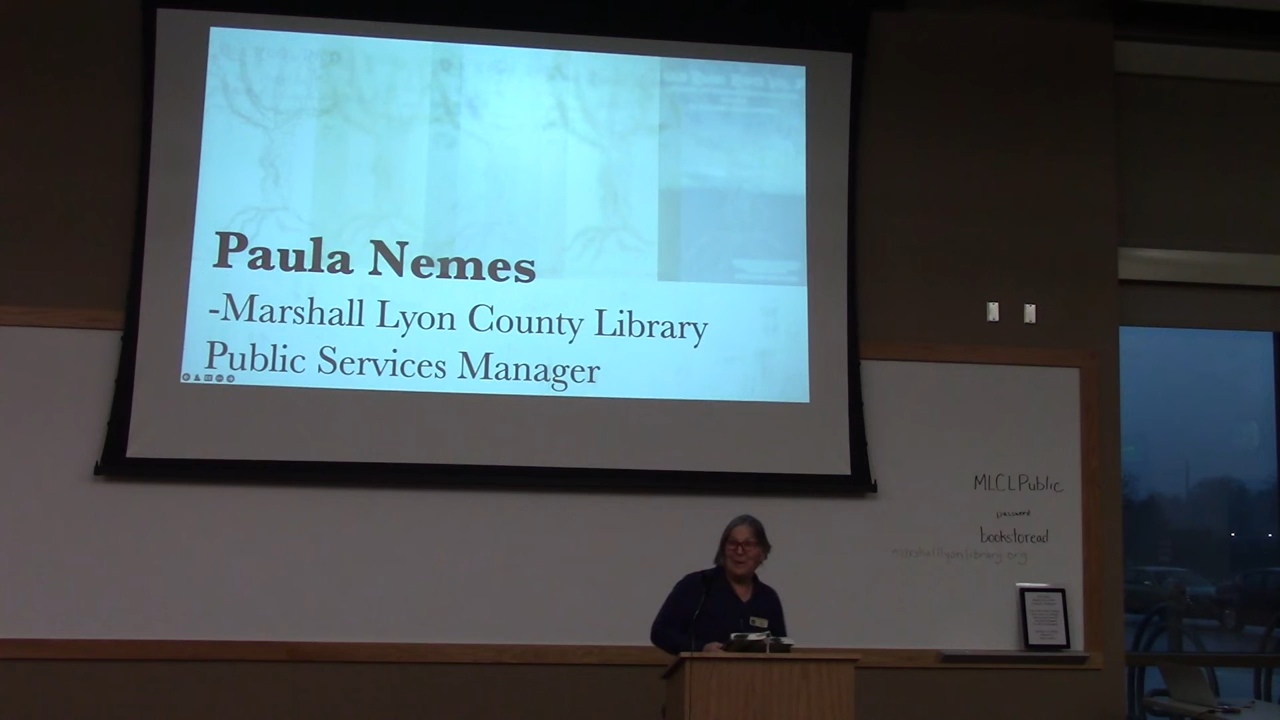 Paula Nemes
-Marshall Lyon County Library
Public Services Manager
MLCLPublic
password
bookstoread
marshalllyonlibrary.org